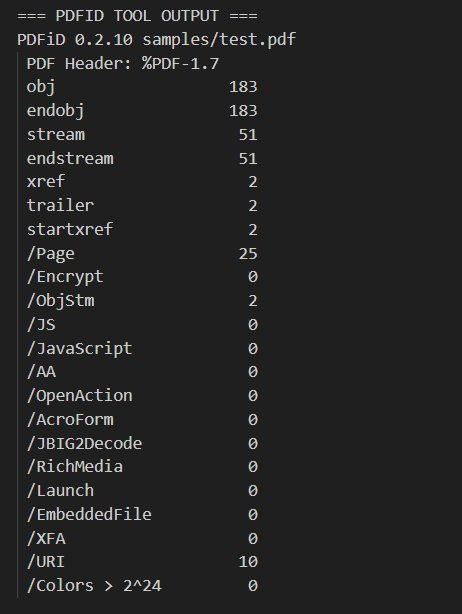 === PDFID TOOL OUTPUT ===
PDFiD 0.2.10 samples/test.pdf
PDF Header: %PDF-1.7
obj 183
endobj 183
stream 51
endstream 51
xref 2
trailer 2
startxref 2
/Page 25
/Encrypt 0
/ObjStm 2
/JS 0
/JavaScript 0
/AA 0
/OpenAction 0
/AcroForm 0
/JBIG2Decode 0
/RichMedia 0
/Launch 0
/EmbeddedFile 0
/XFA 0
/URI 10
/Colors > 2^24 0